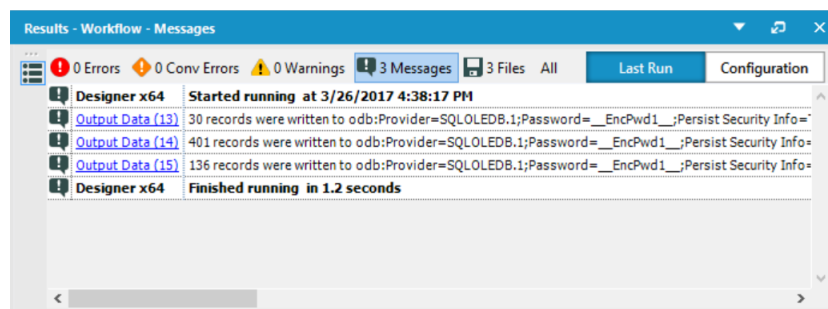 Results - Workflow - Messages
0 Errors 0 Conv Errors 0 Warnings 3 Messages 3 Files All Last Run Configuration
Designer x64 Started running at 3/26/2017 4:38:17 PM
Output Data (13) 30 records were written to odb:Provider=SQLOLEDB.1;Password=__EncPwd1__;Persist Security Info=
Output Data (14) 401 records were written to odb:Provider=SQLOLEDB.1;Password=__EncPwd1__;Persist Security Info=
Output Data (15) 136 records were written to odb:Provider=SQLOLEDB.1;Password=__EncPwd1__;Persist Security Info=
Designer x64 Finished running in 1.2 seconds